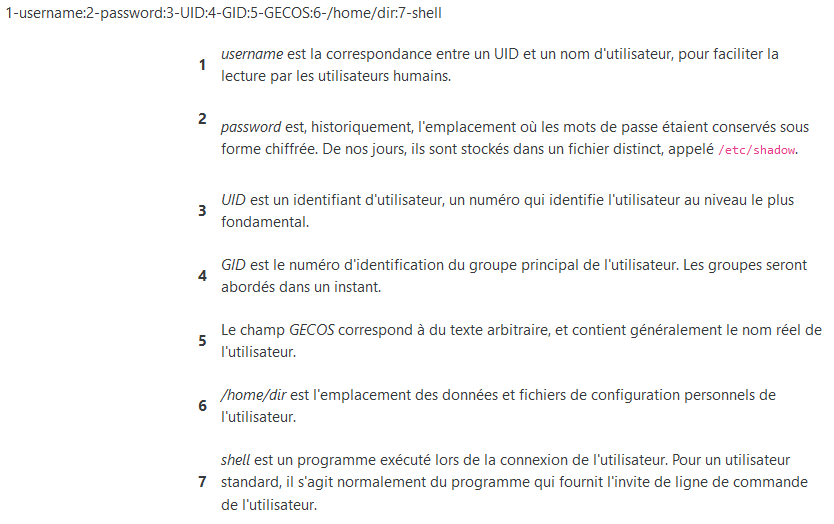 1-username:2-password:3-UID:4-GID:5-GECOS:6-/home/dir:7-shell
1 username est la correspondance entre un UID et un nom d'utilisateur, pour faciliter la
lecture par les utilisateurs humains.
2 password est, historiquement, l'emplacement où les mots de passe étaient conservés sous
forme chiffrée. De nos jours, ils sont stockés dans un fichier distinct, appelé /etc/shadow.
3 UID est un identifiant d'utilisateur, un numéro qui identifie l'utilisateur au niveau le plus
fondamental.
4 GID est le numéro d'identification du groupe principal de l'utilisateur. Les groupes seront
abordés dans un instant.
5 Le champ GECOS correspond à du texte arbitraire, et contient généralement le nom réel de
l'utilisateur.
6 /home/dir est l'emplacement des données et fichiers de configuration personnels de
l'utilisateur.
7 shell est un programme exécuté lors de la connexion de l'utilisateur. Pour un utilisateur
standard, il s'agit normalement du programme qui fournit l'invite de ligne de commande
de l'utilisateur.